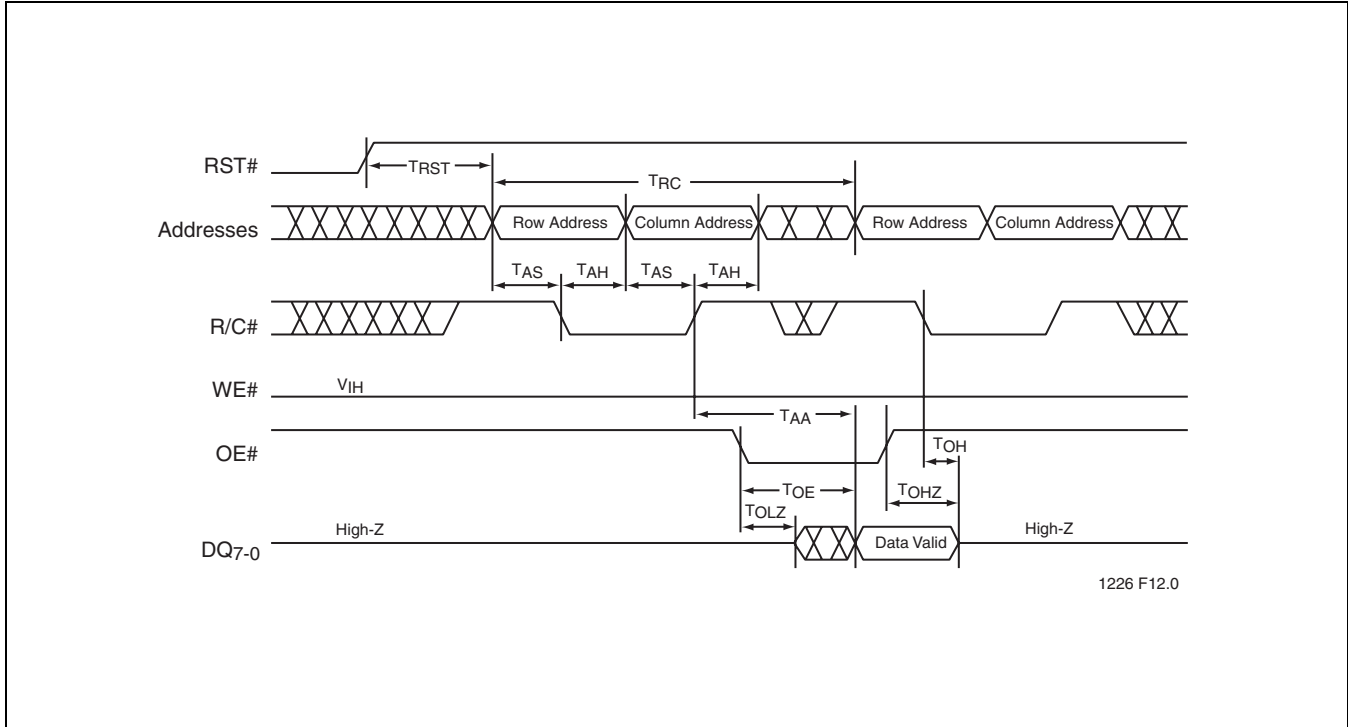 RST#
TRST
TRC
Addresses
Row Address
Column Address
Row Address
Column Address
TAS
TAH
TAS
TAH
R/C#
WE#
VIH
TAA
OE#
TOH
TOE
TOHZ
TOLZ
DQ7-0
High-Z
Data Valid
High-Z
1226 F12.0